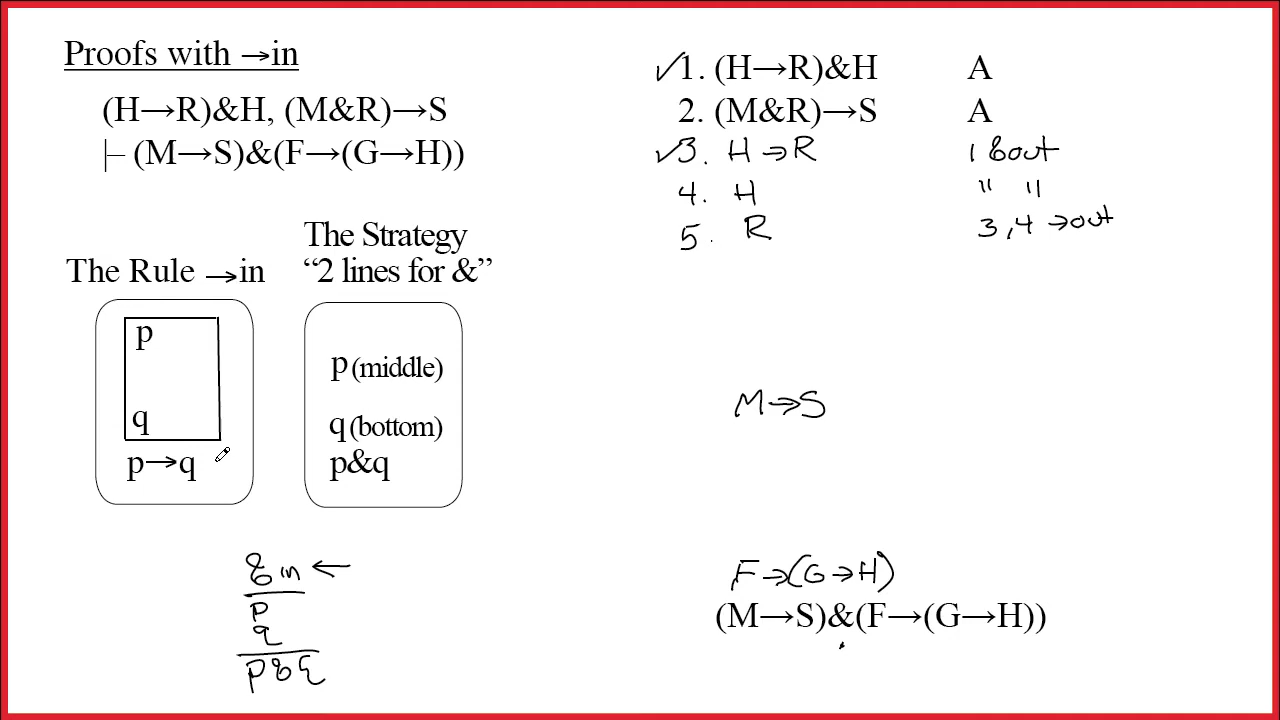 Proofs with →in
(H→R)&H, (M&R)→S
|– (M→S)&(F→(G→H))
The Rule →in
p
q
p→q
The Strategy
“2 lines for &”
p (middle)
q (bottom)
p&q
& in ←
p
q
p & q
✓1. (H→R)&H A
2. (M&R)→S A
✓3. H→R 1 &out
4. H " "
5. R 3,4 →out
M→S
F→(G→H)
(M→S)&(F→(G→H))